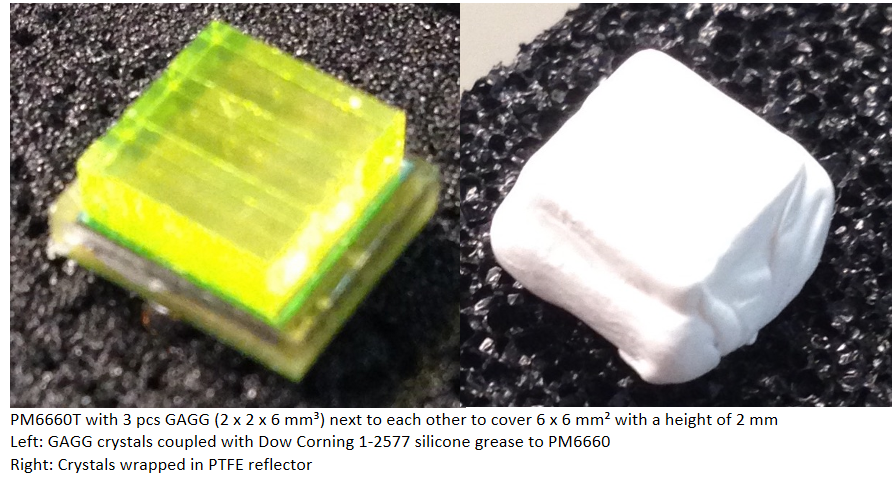 PM6660T with 3 pcs GAGG (2 x 2 x 6 mm³) next to each other to cover 6 x 6 mm² with a height of 2 mm
Left: GAGG crystals coupled with Dow Corning 1-2577 silicone grease to PM6660
Right: Crystals wrapped in PTFE reflector